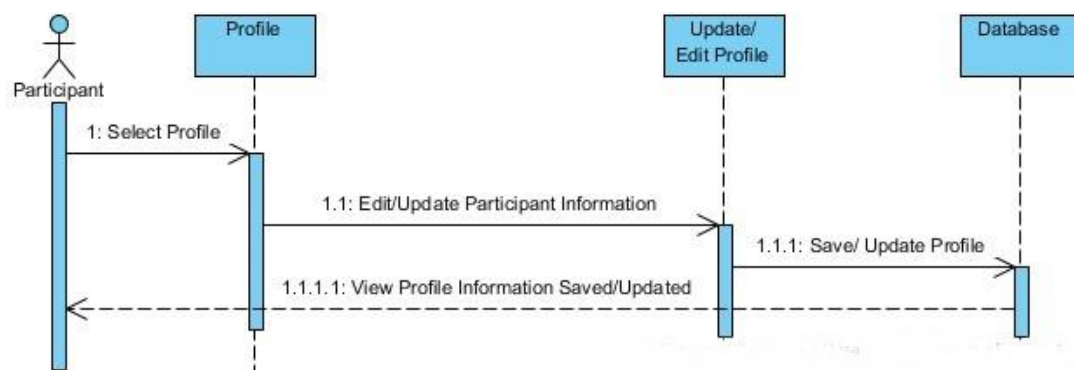 Profile
Update/
Edit Profile
Database
Participant
1: Select Profile
1.1: Edit/Update Participant Information
1.1.1: Save/ Update Profile
1.1.1.1: View Profile Information Saved/Updated